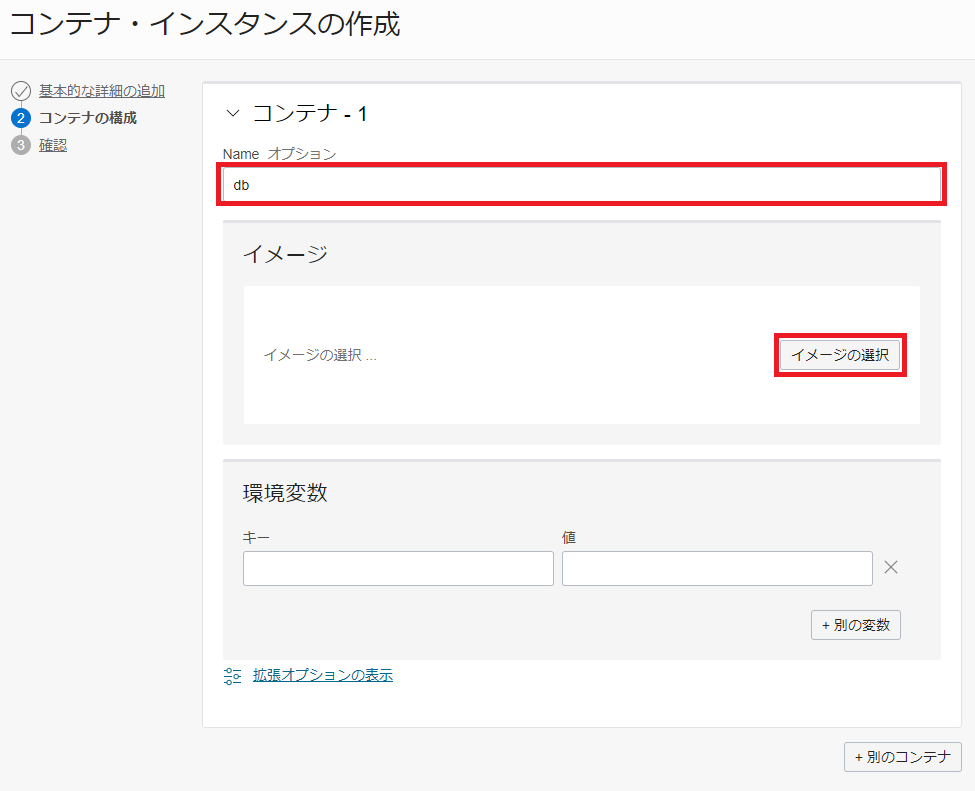 コンテナ・インスタンスの作成
基本的な詳細の追加
2 コンテナの構成
3 確認
コンテナ - 1
Name オプション
db
イメージ
イメージの選択 ...
イメージの選択
環境変数
キー 値
+ 別の変数
拡張オプションの表示
+ 別のコンテナ